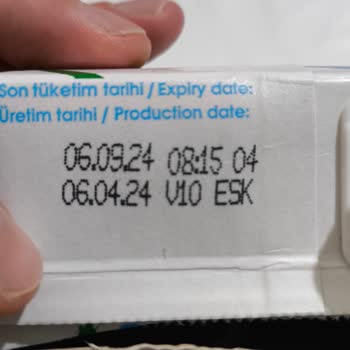 Son tüketim tarihi / Expiry date:
Üretim tarihi / Production date:
06.09.24 08:15 04
06.04.24 V10 ESK